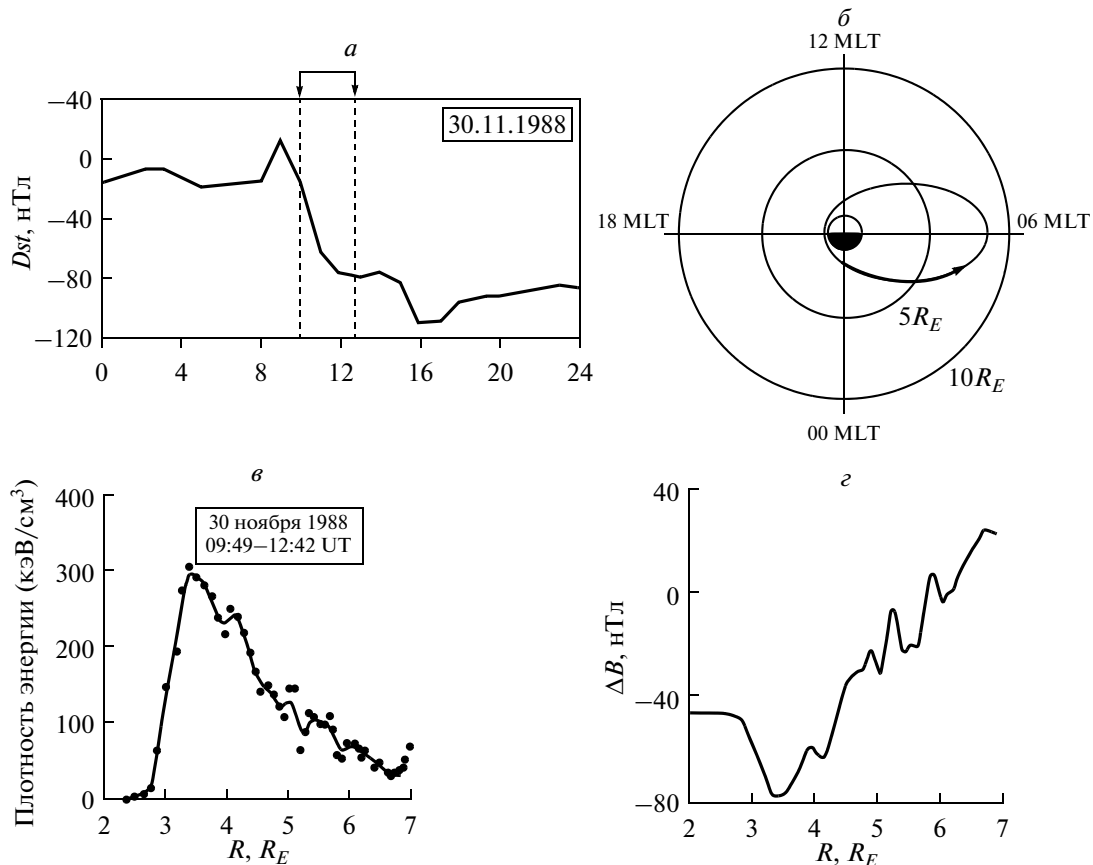 а
30.11.1988
Dst, нТл
−40
0
−40
−80
−120
0 4 8 12 16 20 24
б
12 MLT
18 MLT
06 MLT
5R_E
10R_E
00 MLT
в
30 ноября 1988
09:49−12:42 UT
Плотность энергии (кэВ/см³)
400
300
200
100
0
2 3 4 5 6 7
R, R_E
г
ΔB, нТл
40
0
−40
−80
2 3 4 5 6 7
R, R_E